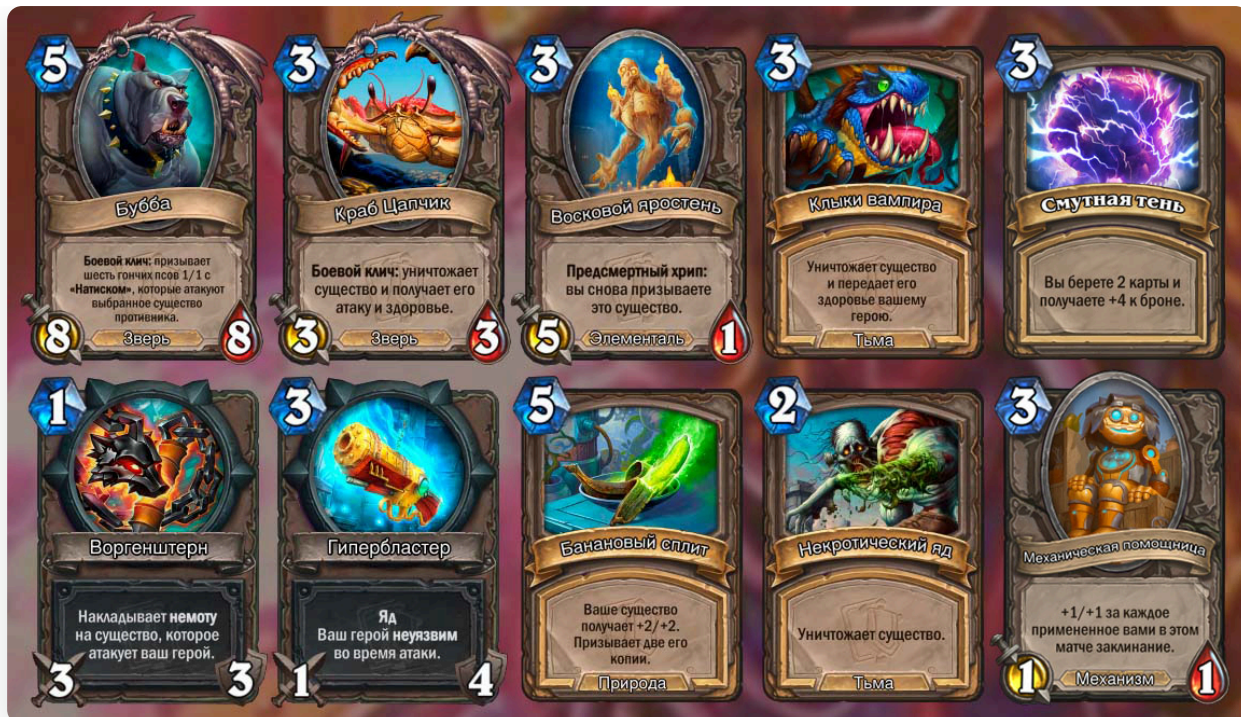 5
Бубба
Боевой клич: призывает
шесть гончих псов 1/1 с
«Натиском», которые атакуют
выбранное существо
противника.
8
Зверь
8
3
Краб Цапчик
Боевой клич: уничтожает
существо и получает его
атаку и здоровье.
3
Зверь
3
3
Восковой яростень
Предсмертный хрип:
вы снова призываете
это существо.
5
Элементаль
1
3
Клыки вампира
Уничтожает существо
и передает его
здоровье вашему
герою.
Тьма
3
Смутная тень
Вы берете 2 карты и
получаете +4 к броне.
1
Воргенштерн
Накладывает немоту
на существо, которое
атакует ваш герой.
3
3
3
Гипербластер
Яд
Ваш герой неуязвим
во время атаки.
1
4
5
Банановый сплит
Ваше существо
получает +2/+2.
Призывает две его
копии.
Природа
2
Некротический яд
Уничтожает существо.
Тьма
3
Механическая помощница
+1/+1 за каждое
примененное вами в этом
матче заклинание.
1
Механизм
1